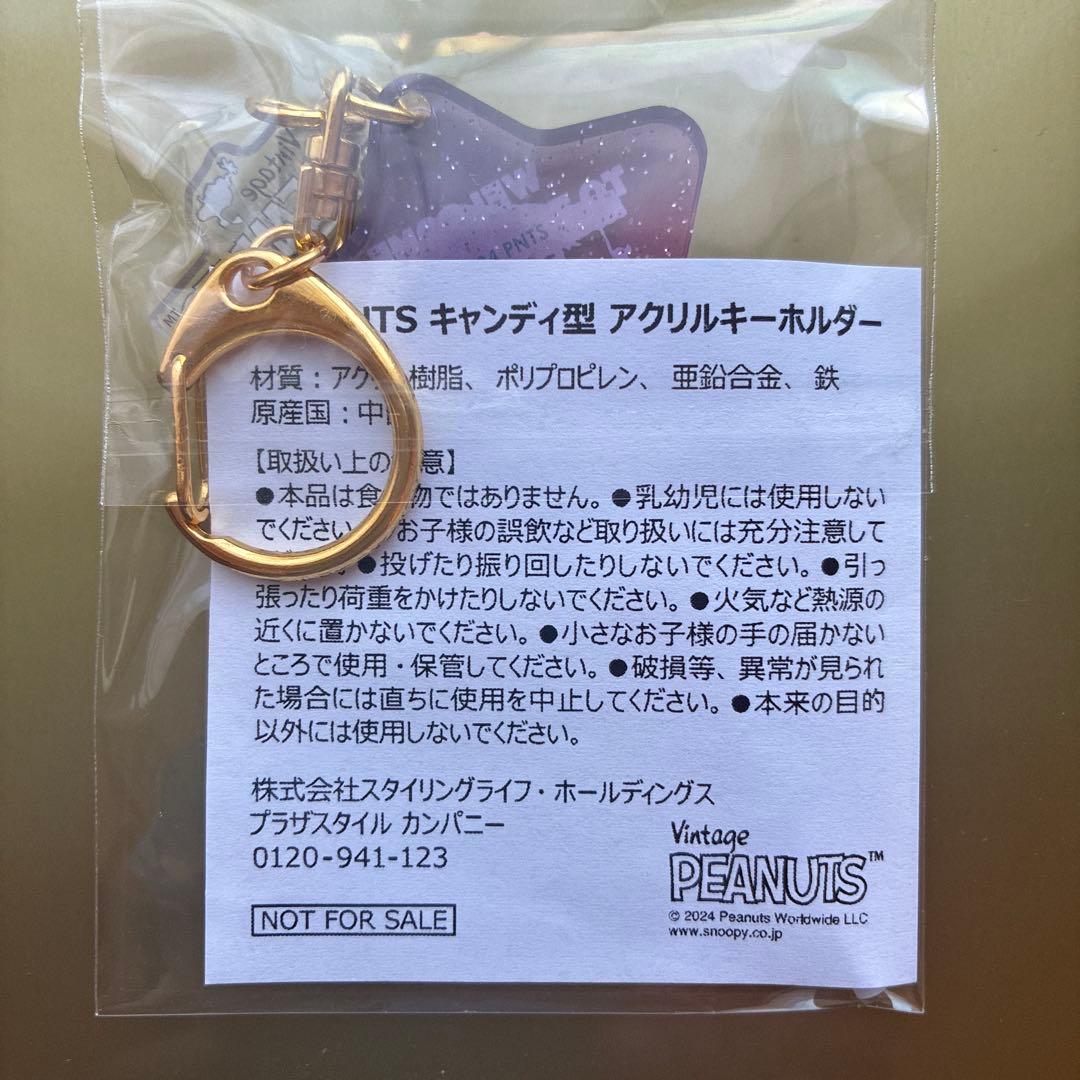 Vintage
TM
PNTS
NTS キャンディ型 アクリルキーホルダー
材質：アク 樹脂、ポリプロピレン、亜鉛合金、鉄
原産国：中
【取扱い上の 意】
●本品は食 物ではありません。●乳幼児には使用しない
でください お子様の誤飲など取り扱いには充分注意して
●投げたり振り回したりしないでください。●引っ
張ったり荷重をかけたりしないでください。●火気など熱源の
近くに置かないでください。●小さなお子様の手の届かない
ところで使用・保管してください。●破損等、異常が見られ
た場合には直ちに使用を中止してください。●本来の目的
以外には使用しないでください。
株式会社スタイリングライフ・ホールディングス
プラザスタイル カンパニー
0120-941-123
NOT FOR SALE
Vintage
PEANUTS™
© 2024 Peanuts Worldwide LLC
www.snoopy.co.jp